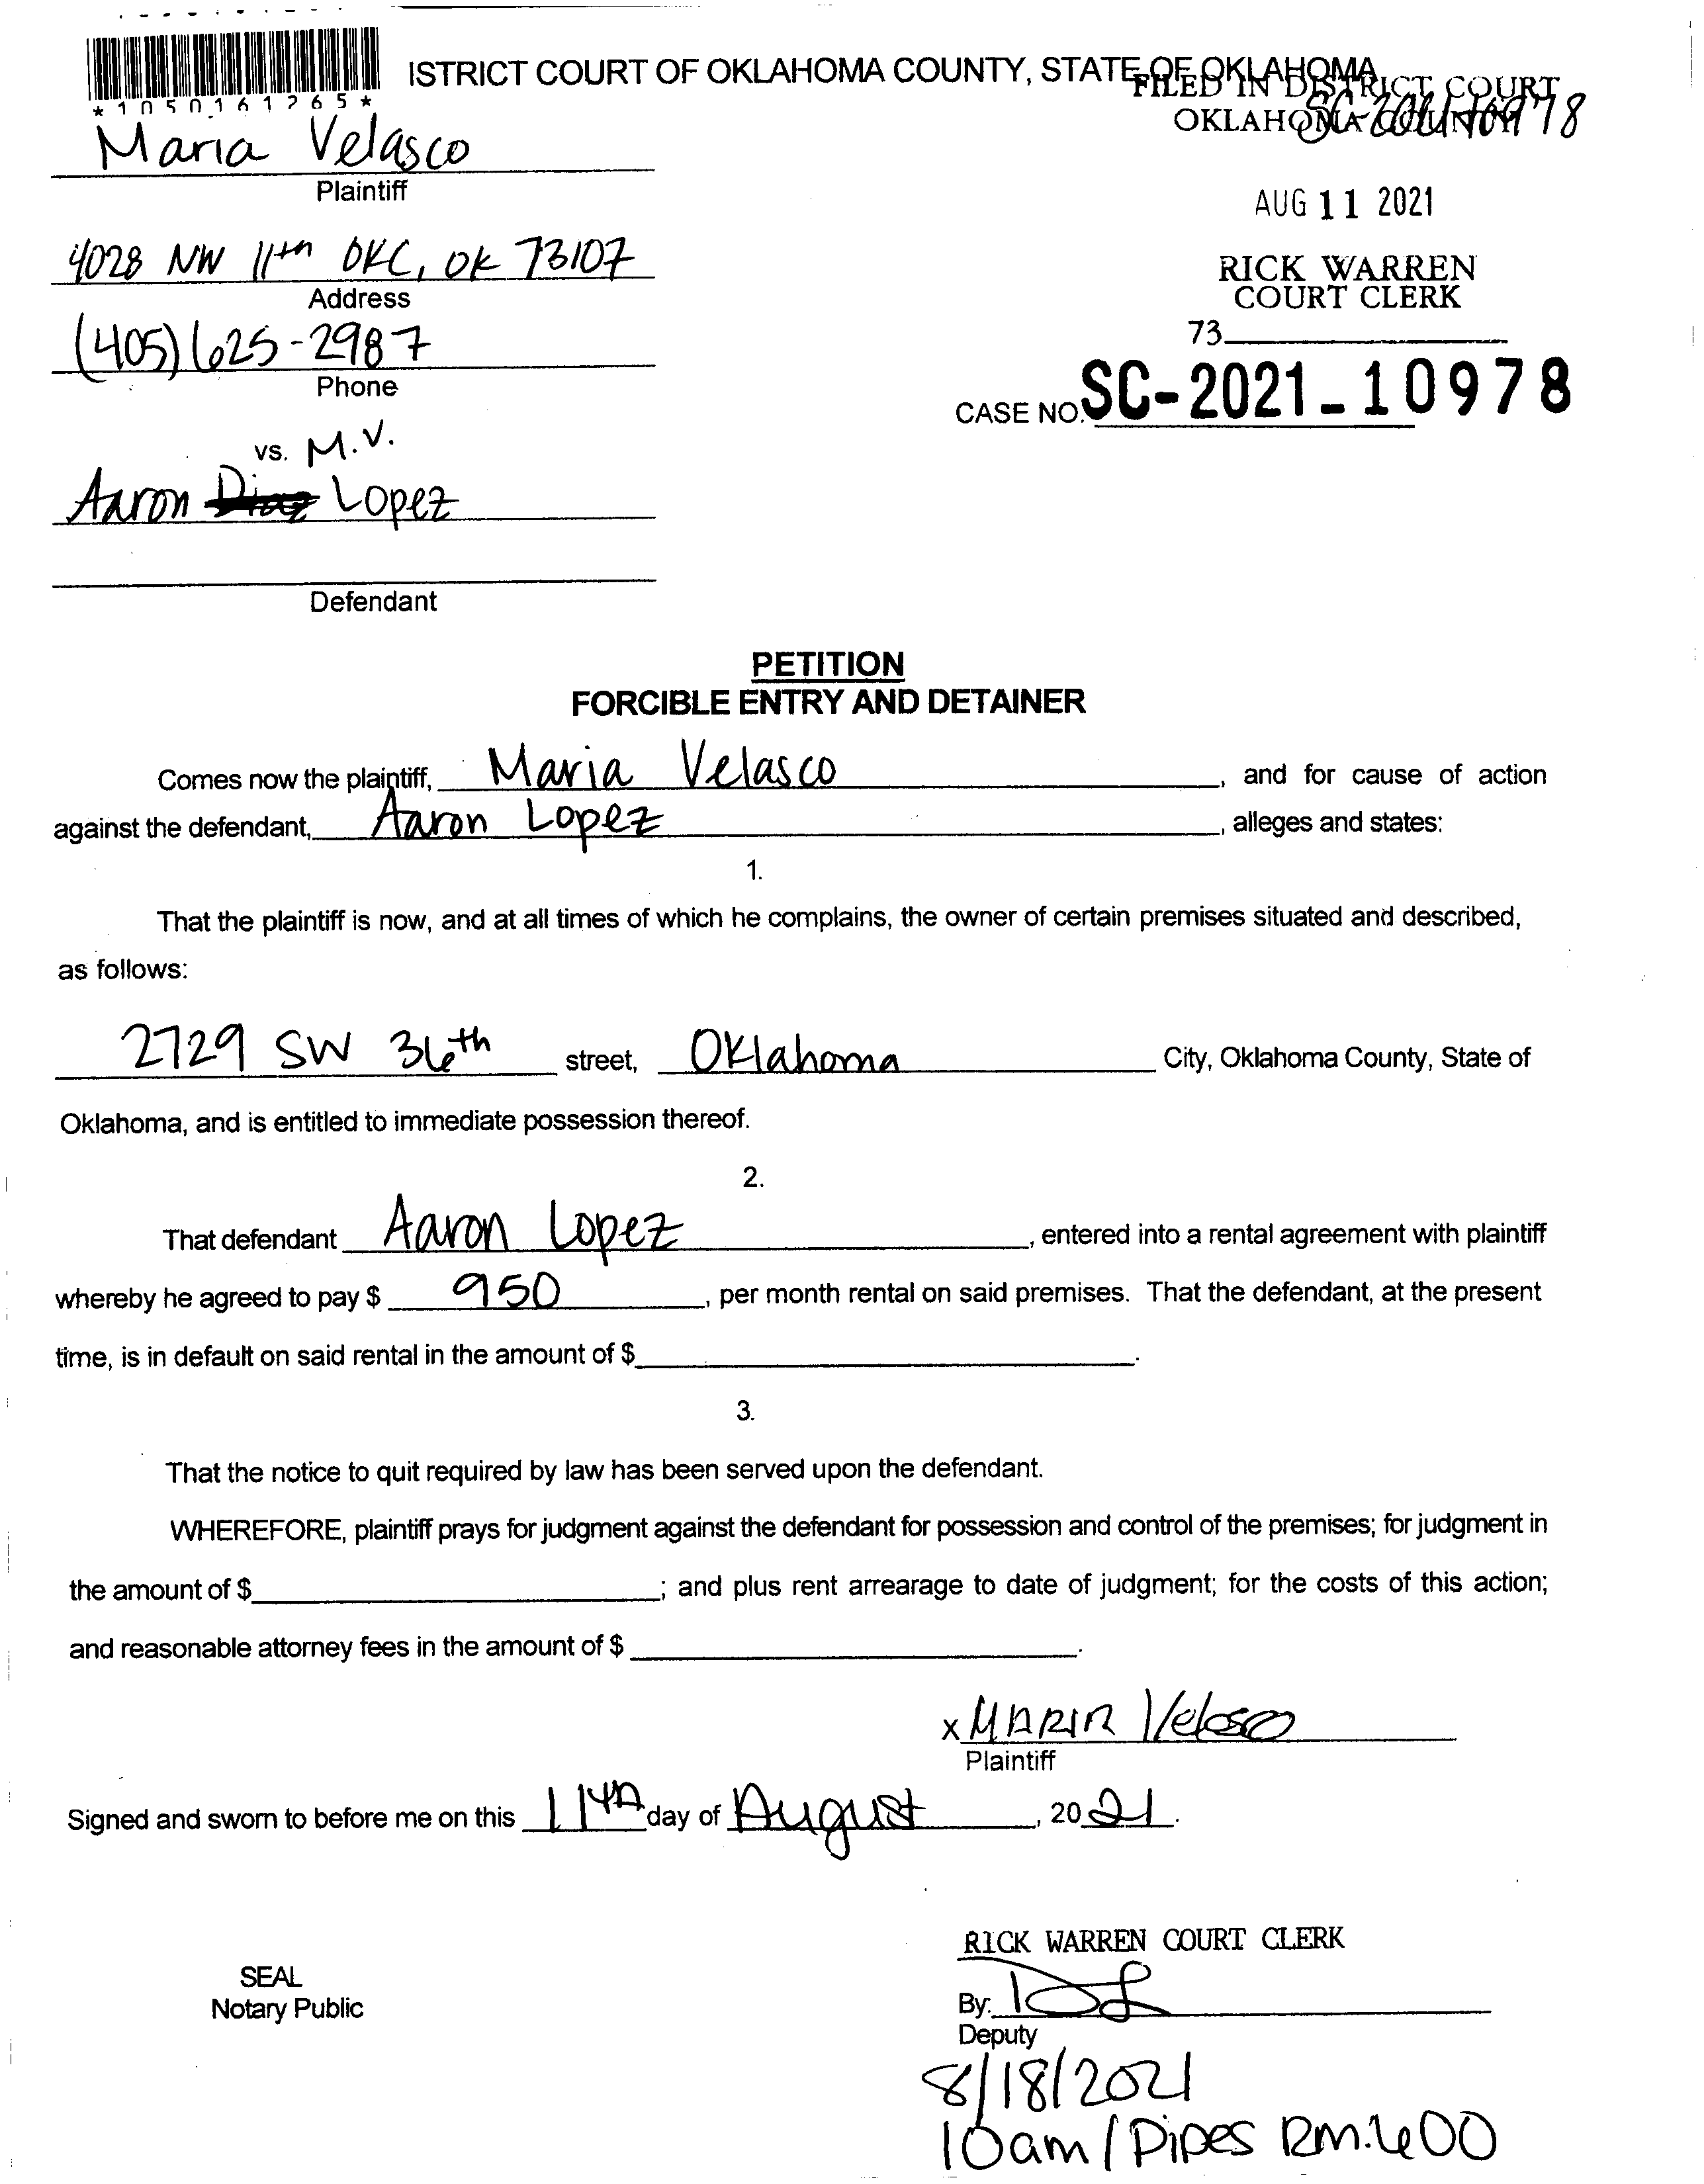 ISTRICT COURT OF OKLAHOMA COUNTY, STATE OF OKLAHOMA
FILED IN DISTRICT COURT
OKLAHOMA COUNTY
SC-2021-10978
*1050161265*
Maria Velasco
Plaintiff
AUG 11 2021
4028 NW 11th OKC, OK 73107
Address
RICK WARREN
COURT CLERK
(405) 625-2987
Phone
73
CASE NO. SC-2021-10978
vs. M.V.
Aaron Diaz Lopez
Defendant
PETITION
FORCIBLE ENTRY AND DETAINER
Comes now the plaintiff, Maria Velasco, and for cause of action
against the defendant, Aaron Lopez, alleges and states:
1.
That the plaintiff is now, and at all times of which he complains, the owner of certain premises situated and described,
as follows:
2729 SW 36th street, Oklahoma City, Oklahoma County, State of
Oklahoma, and is entitled to immediate possession thereof.
2.
That defendant Aaron Lopez, entered into a rental agreement with plaintiff
whereby he agreed to pay $ 950, per month rental on said premises. That the defendant, at the present
time, is in default on said rental in the amount of $ .
3.
That the notice to quit required by law has been served upon the defendant.
WHEREFORE, plaintiff prays for judgment against the defendant for possession and control of the premises; for judgment in
the amount of $ ; and plus rent arrearage to date of judgment; for the costs of this action;
and reasonable attorney fees in the amount of $ .
x MARIA Velasco
Plaintiff
Signed and sworn to before me on this 11th day of August, 2021.
RICK WARREN COURT CLERK
SEAL
Notary Public
By:
Deputy
8/18/2021
10am / Pipes Rm. 600